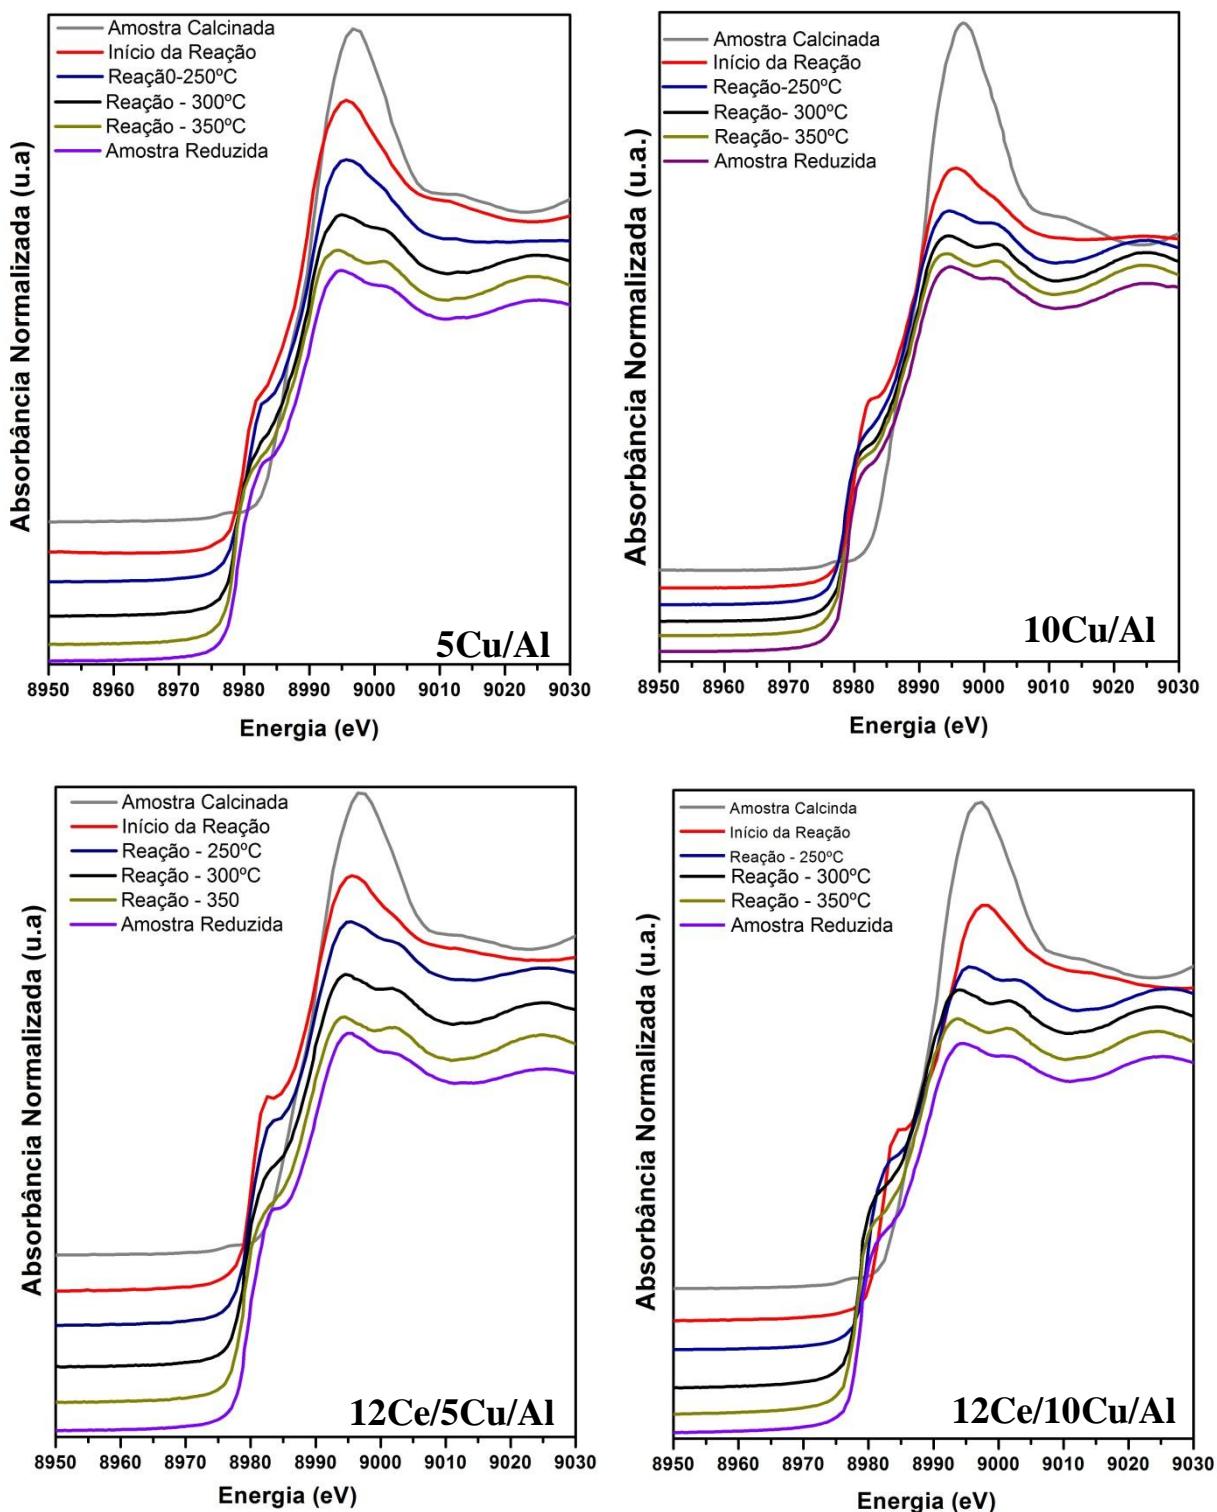 Amostra Calcinada
Início da Reação
Reaçã0-250ºC
Reação - 300ºC
Reação - 350ºC
Amostra Reduzida
Absorbância Normalizada (u.a)
5Cu/Al
8950 8960 8970 8980 8990 9000 9010 9020 9030
Energia (eV)
Amostra Calcinada
Início da Reação
Reação-250ºC
Reação- 300ºC
Reação- 350ºC
Amostra Reduzida
Absorbância Normalizada (u.a.)
10Cu/Al
8950 8960 8970 8980 8990 9000 9010 9020 9030
Energia (eV)
Amostra Calcinada
Início da Reação
Reação - 250ºC
Reação - 300ºC
Reação - 350
Amostra Reduzida
Absorbância Normalizada (u.a)
12Ce/5Cu/Al
8950 8960 8970 8980 8990 9000 9010 9020 9030
Energia (eV)
Amostra Calcinda
Início da Reação
Reação - 250ºC
Reação - 300ºC
Reação - 350ºC
Amostra Reduzida
Absorbância Normalizada (u.a.)
12Ce/10Cu/Al
8950 8960 8970 8980 8990 9000 9010 9020 9030
Energia (eV)